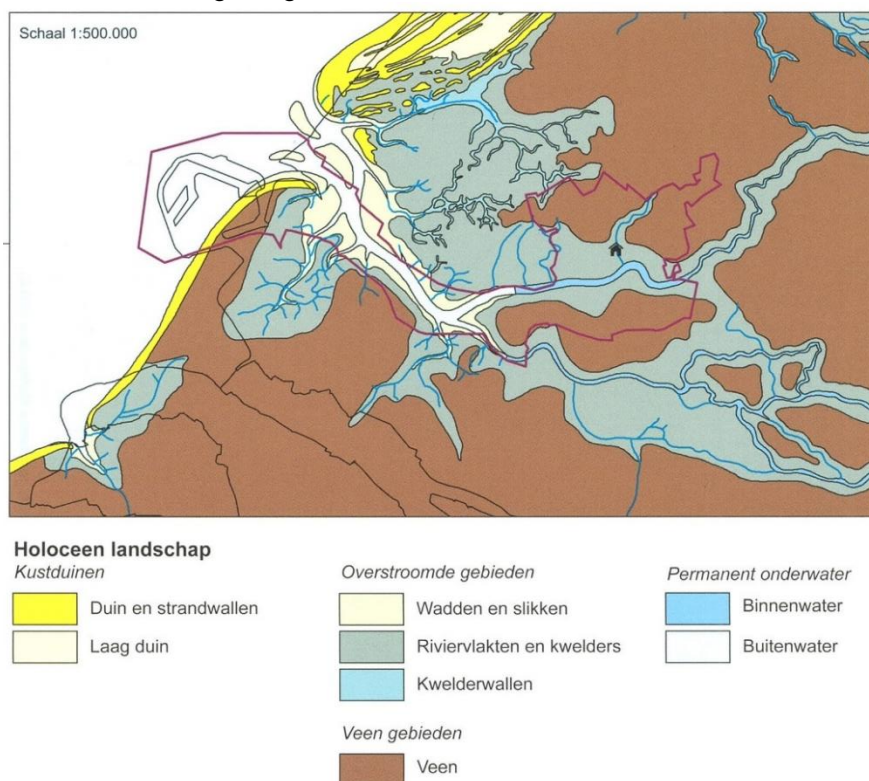 Schaal 1:500.000
Holoceen landschap
Kustduinen
Duin en strandwallen
Laag duin
Overstroomde gebieden
Wadden en slikken
Riviervlakten en kwelders
Kwelderwallen
Veen gebieden
Veen
Permanent onderwater
Binnenwater
Buitenwater